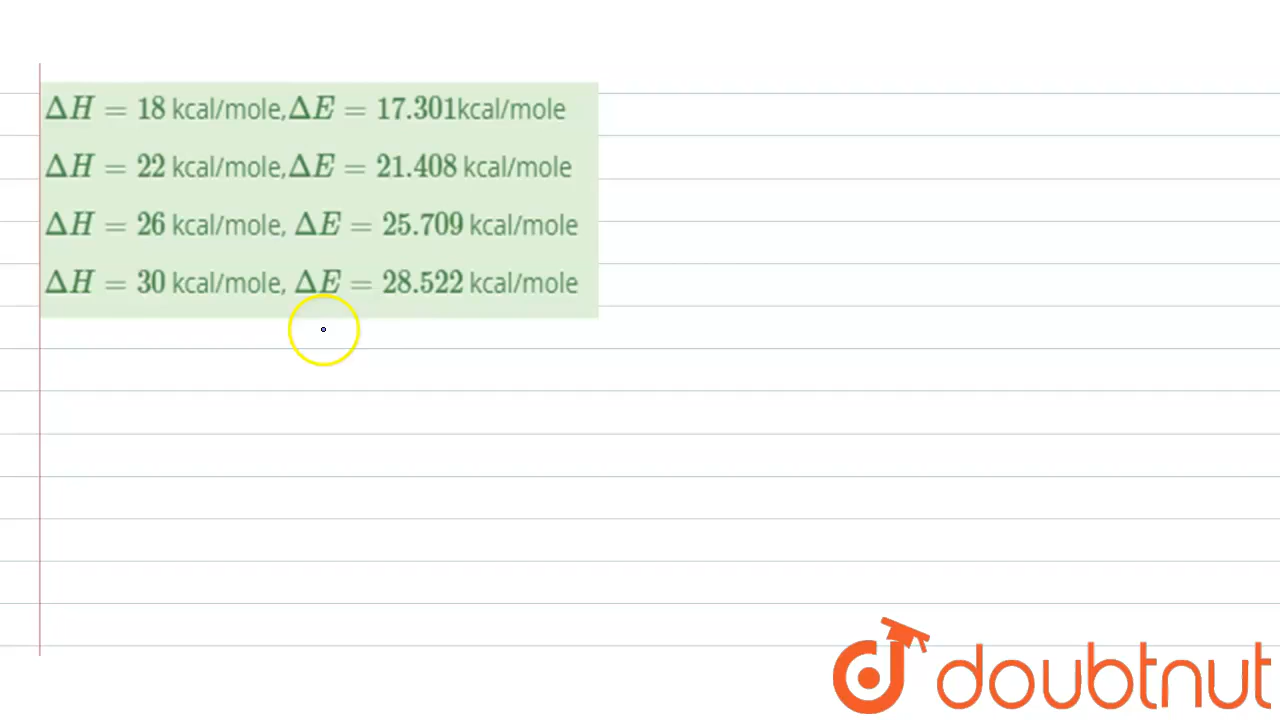 ΔH = 18 kcal/mole,ΔE = 17.301kcal/mole
ΔH = 22 kcal/mole,ΔE = 21.408 kcal/mole
ΔH = 26 kcal/mole, ΔE = 25.709 kcal/mole
ΔH = 30 kcal/mole, ΔE = 28.522 kcal/mole
doubtnut